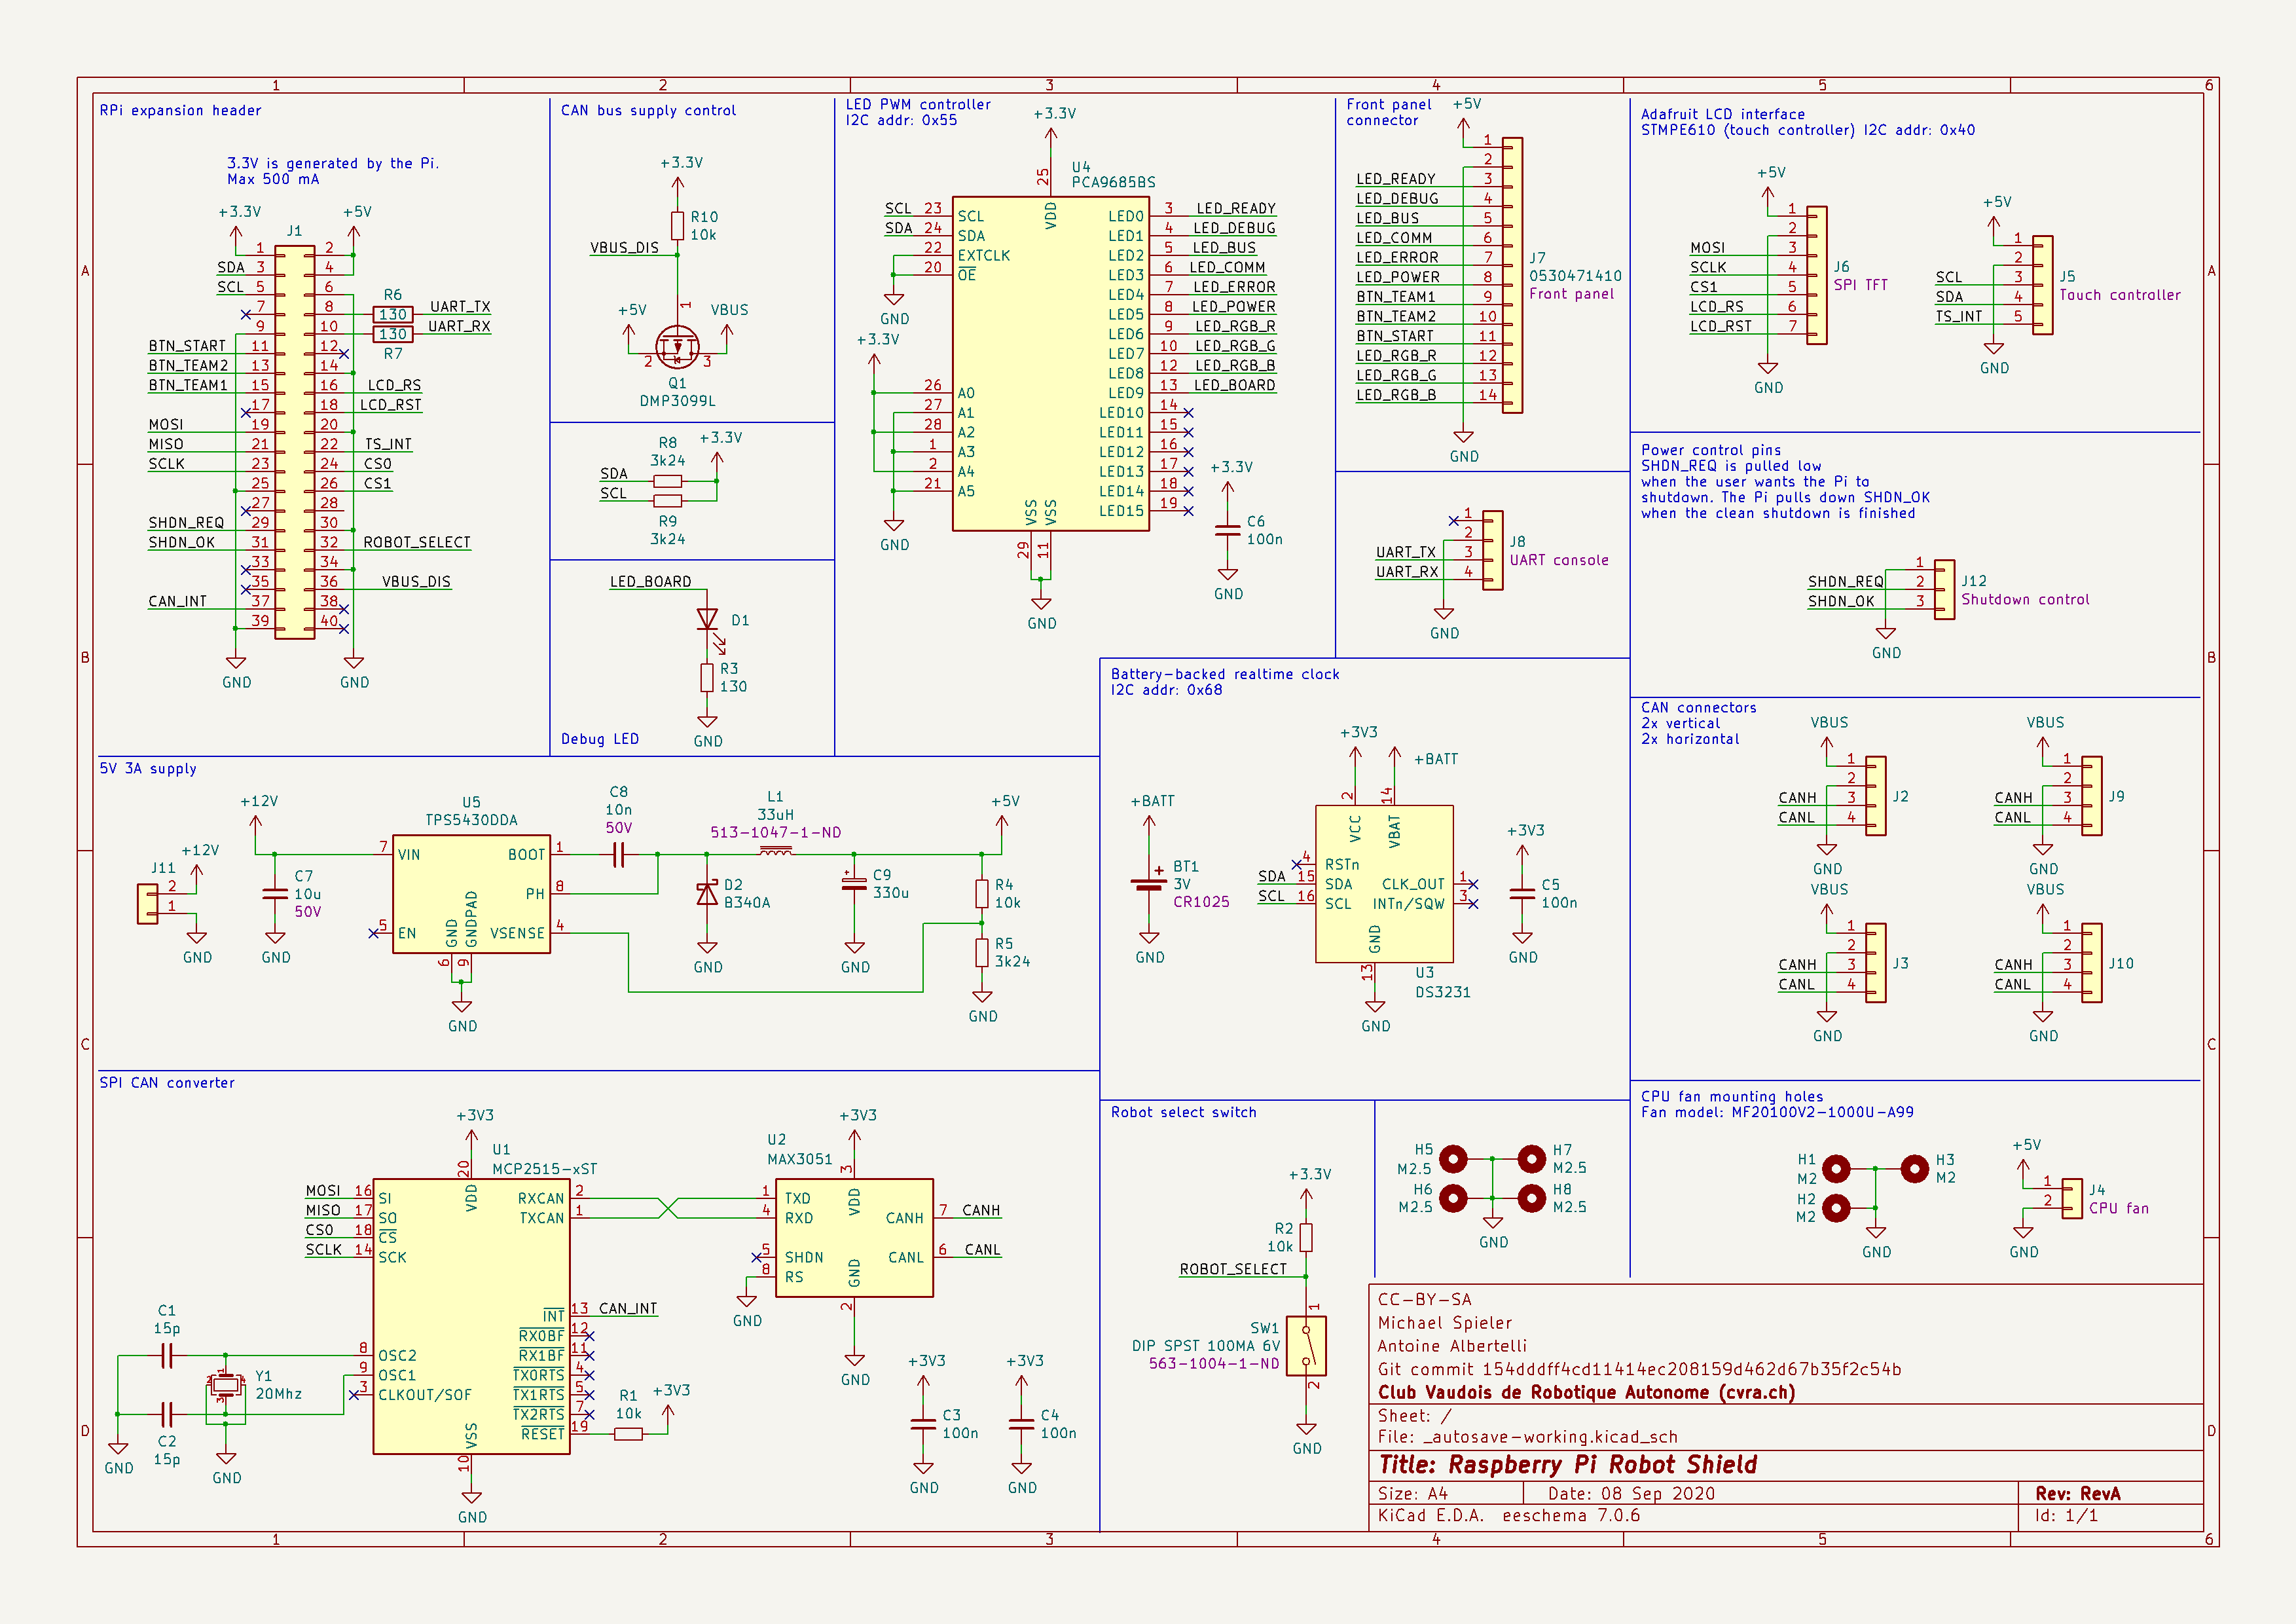 1 2 3 4 5 6
A
B
C
D
RPi expansion header
3.3V is generated by the Pi.
Max 500 mA
+3.3V
+5V
J1
1 2
SDA 3 4
SCL 5 6
7 8
R6
130
UART_TX
9 10
130
UART_RX
R7
BTN_START 11 12
BTN_TEAM2 13 14
BTN_TEAM1 15 16 LCD_RS
17 18 LCD_RST
MOSI 19 20
MISO 21 22 TS_INT
SCLK 23 24 CS0
25 26 CS1
27 28
SHDN_REQ 29 30
SHDN_OK 31 32 ROBOT_SELECT
33 34
35 36 VBUS_DIS
CAN_INT 37 38
39 40
GND
GND
CAN bus supply control
+3.3V
R10
10k
VBUS_DIS
1
+5V
VBUS
2 3
Q1
DMP3099L
R8
3k24
+3.3V
SDA
SCL
R9
3k24
LED_BOARD
D1
R3
130
GND
Debug LED
LED PWM controller
I2C addr: 0x55
+3.3V
25
U4
PCA9685BS
VDD
SCL 23 SCL
SDA 24 SDA
22 EXTCLK
20 OE
GND
+3.3V
26 A0
27 A1
28 A2
1 A3
2 A4
21 A5
GND
LED0 3 LED_READY
LED1 4 LED_DEBUG
LED2 5 LED_BUS
LED3 6 LED_COMM
LED4 7 LED_ERROR
LED5 8 LED_POWER
LED6 9 LED_RGB_R
LED7 10 LED_RGB_G
LED8 12 LED_RGB_B
LED9 13 LED_BOARD
LED10 14
LED11 15
LED12 16
LED13 17
LED14 18
LED15 19
VSS VSS
29 11
GND
+3.3V
C6
100n
GND
Front panel
connector
+5V
1
2
LED_READY 3
LED_DEBUG 4
LED_BUS 5
LED_COMM 6
LED_ERROR 7
LED_POWER 8
BTN_TEAM1 9
BTN_TEAM2 10
BTN_START 11
LED_RGB_R 12
LED_RGB_G 13
LED_RGB_B 14
J7
0530471410
Front panel
GND
1
2
UART_TX 3
UART_RX 4
J8
UART console
GND
Adafruit LCD interface
STMPE610 (touch controller) I2C addr: 0x40
+5V
1
2
MOSI 3
SCLK 4
CS1 5
LCD_RS 6
LCD_RST 7
J6
SPI TFT
GND
+5V
1
2
SCL 3
SDA 4
TS_INT 5
J5
Touch controller
GND
Power control pins
SHDN_REQ is pulled low
when the user wants the Pi to
shutdown. The Pi pulls down SHDN_OK
when the clean shutdown is finished
1
SHDN_REQ 2
SHDN_OK 3
J12
Shutdown control
GND
5V 3A supply
+12V
J11
+12V
2
1
GND
C7
10u
50V
GND
U5
TPS5430DDA
7 VIN
5 EN
BOOT 1
PH 8
VSENSE 4
GND GNDPAD
6 9
GND
C8
10n
50V
L1
33uH
513-1047-1-ND
D2
B340A
GND
C9
330u
GND
+5V
R4
10k
R5
3k24
GND
Battery-backed realtime clock
I2C addr: 0x68
+BATT
BT1
3V
CR1025
GND
+3V3
+BATT
2 14
VCC VBAT
4 RSTn
SDA 15 SDA
SCL 16 SCL
CLK_OUT 1
INTn/SQW 3
GND
13
U3
DS3231
GND
+3V3
C5
100n
GND
CAN connectors
2x vertical
2x horizontal
VBUS
1
2
CANH 3
CANL 4
J2
GND
VBUS
1
2
CANH 3
CANL 4
J9
GND
VBUS
1
2
CANH 3
CANL 4
J3
GND
VBUS
1
2
CANH 3
CANL 4
J10
GND
SPI CAN converter
+3V3
20
U1
MCP2515-xST
VDD
MOSI 16 SI
MISO 17 SO
CS0 18 CS
SCLK 14 SCK
8 OSC2
9 OSC1
3 CLKOUT/SOF
RXCAN 2
TXCAN 1
INT 13 CAN_INT
RX0BF 12
RX1BF 11
TX0RTS 4
TX1RTS 5
TX2RTS 7
RESET 19
VSS
10
GND
C1
15p
C2
15p
GND
1
2 4
3
Y1
20Mhz
GND
R1
10k
+3V3
+3V3
U2
MAX3051
3
VDD
1 TXD
4 RXD
5 SHDN
8 RS
CANH 7 CANH
CANL 6 CANL
GND
2
GND
GND
+3V3
C3
100n
GND
+3V3
C4
100n
GND
Robot select switch
+3.3V
R2
10k
ROBOT_SELECT
1
SW1
DIP SPST 100MA 6V
563-1004-1-ND
2
GND
H5
M2.5
H7
M2.5
H6
M2.5
H8
M2.5
GND
CPU fan mounting holes
Fan model: MF20100V2-1000U-A99
H1
M2
H3
M2
H2
M2
GND
+5V
1
2
J4
CPU fan
GND
CC-BY-SA
Michael Spieler
Antoine Albertelli
Git commit 154dddff4cd11414ec208159d462d67b35f2c54b
Club Vaudois de Robotique Autonome (cvra.ch)
Sheet: /
File: _autosave-working.kicad_sch
Title: Raspberry Pi Robot Shield
Size: A4
Date: 08 Sep 2020
Rev: RevA
KiCad E.D.A. eeschema 7.0.6
Id: 1/1
A
B
C
D
1 2 3 4 5 6